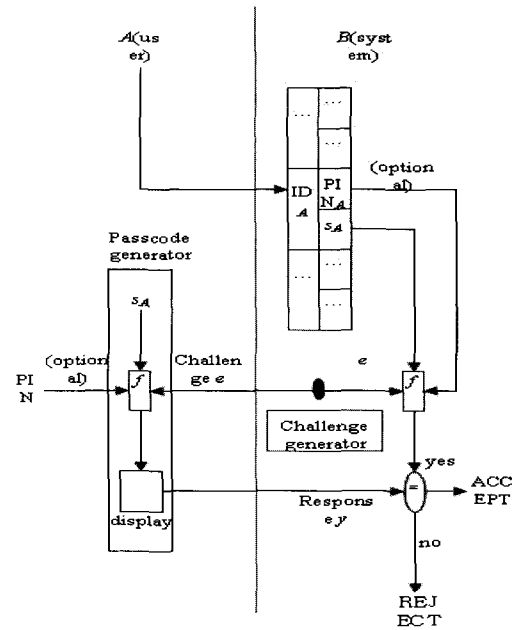 A(us
er)
B(syst
em)
...
...
...
(option
al)
ID
A
PI
NA
sA
...
...
...
Passcode
generator
sA
(option
al)
PI
N
f
Challen
ge e
e
f
Challenge
generator
yes
=
ACC
EPT
display
Respons
e y
no
REJ
ECT